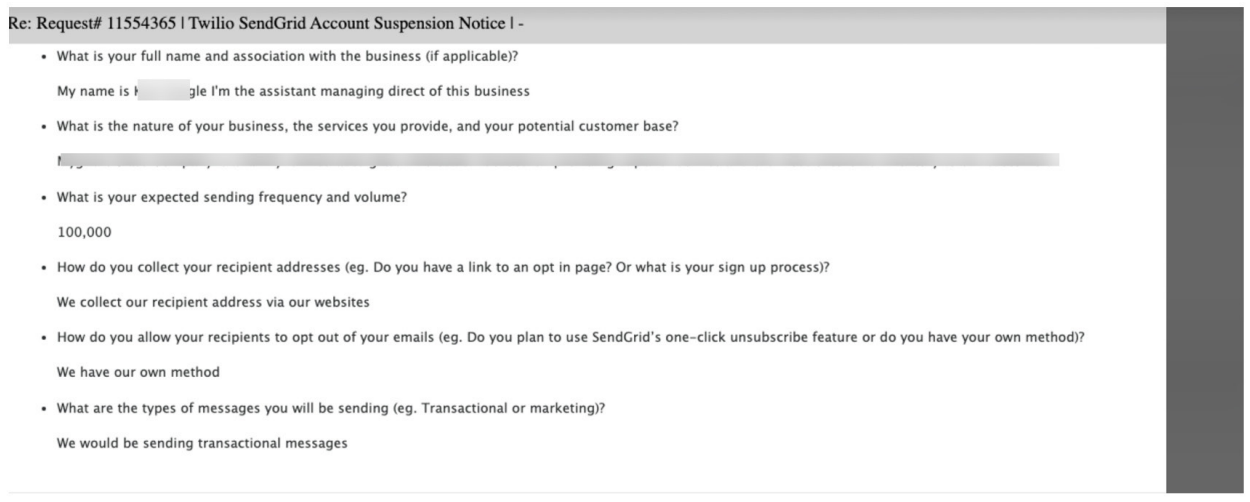 Re: Request# 11554365 | Twilio SendGrid Account Suspension Notice | -
• What is your full name and association with the business (if applicable)?
My name is I'm the assistant managing direct of this business
• What is the nature of your business, the services you provide, and your potential customer base?
• What is your expected sending frequency and volume?
100,000
• How do you collect your recipient addresses (eg. Do you have a link to an opt in page? Or what is your sign up process)?
We collect our recipient address via our websites
• How do you allow your recipients to opt out of your emails (eg. Do you plan to use SendGrid's one-click unsubscribe feature or do you have your own method)?
We have our own method
• What are the types of messages you will be sending (eg. Transactional or marketing)?
We would be sending transactional messages